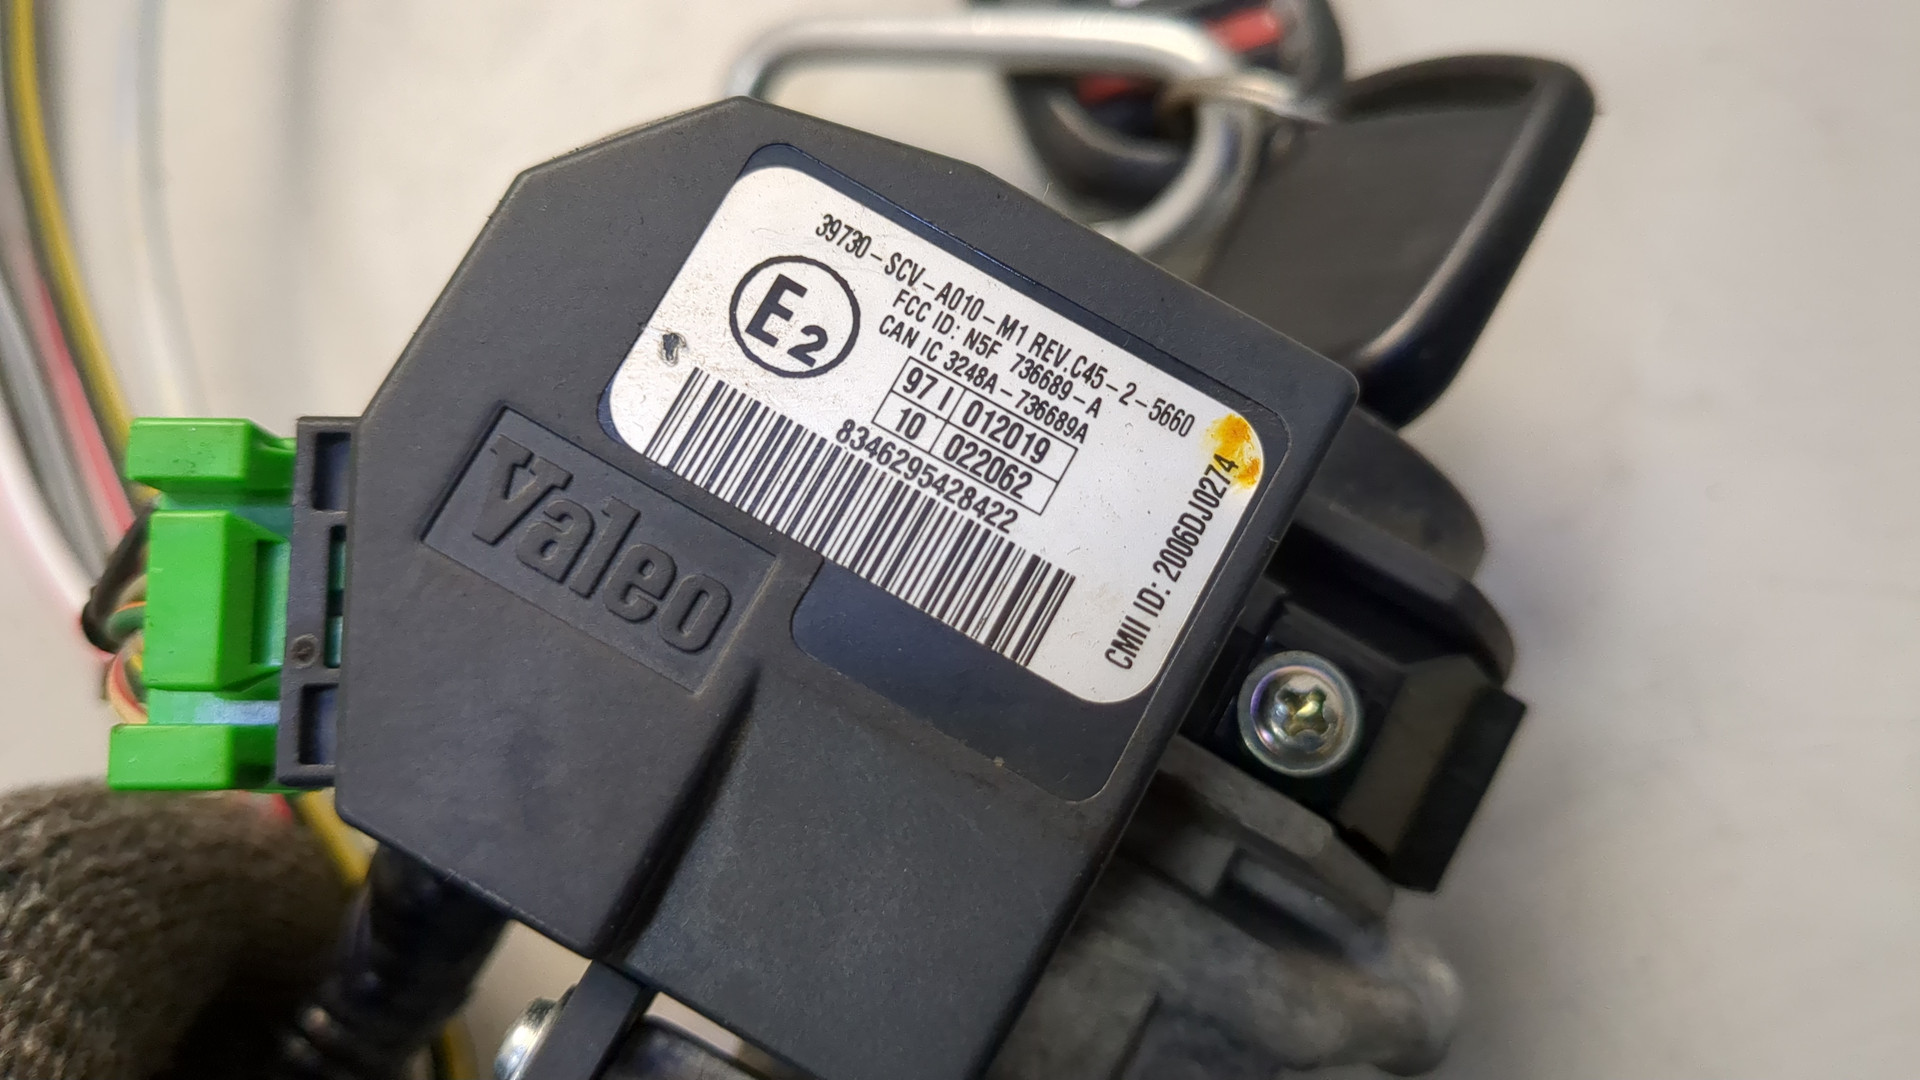 39730-SCV-A010-M1 REV.C45-2-5660
FCC ID: N5F 736689-A
CAN IC 3248A-736689A
E2
97 I 012019
10 022062
8346295428422
CMII ID: 2006DJ0274
Valeo